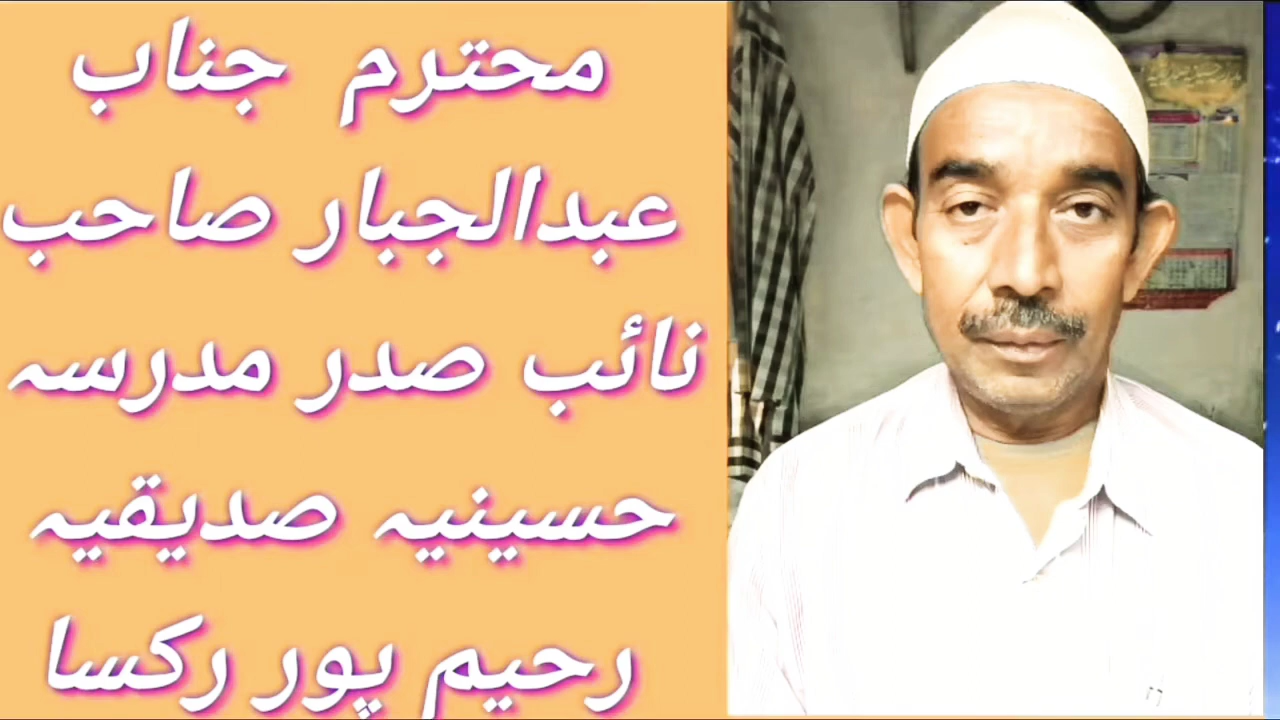 محترم جناب
عبدالجبار صاحب
نائب صدر مدرسہ
حسینیہ صدیقیہ
رحیم پور رکسا